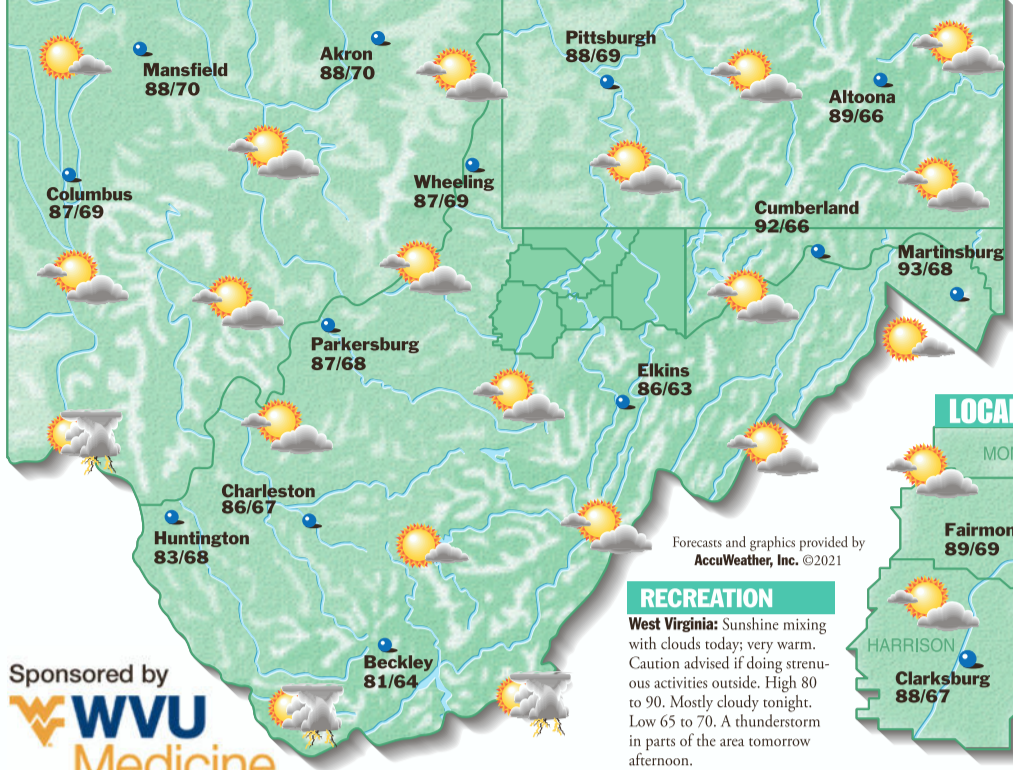 Pittsburgh
88/69
Akron
88/70
Mansfield
88/70
Altoona
89/66
Wheeling
87/69
Columbus
87/69
Cumberland
92/66
Martinsburg
93/68
Parkersburg
87/68
Elkins
86/63
LOCA
MO
Charleston
86/67
Huntington
83/68
Fairmon
89/69
Forecasts and graphics provided by
AccuWeather, Inc. ©2021
RECREATION
West Virginia: Sunshine mixing
with clouds today; very warm.
Caution advised if doing strenu-
ous activities outside. High 80
to 90. Mostly cloudy tonight.
Low 65 to 70. A thunderstorm
in parts of the area tomorrow
afternoon.
HARRISON
Clarksburg
88/67
Beckley
81/64
Sponsored by
WVU
Medicine